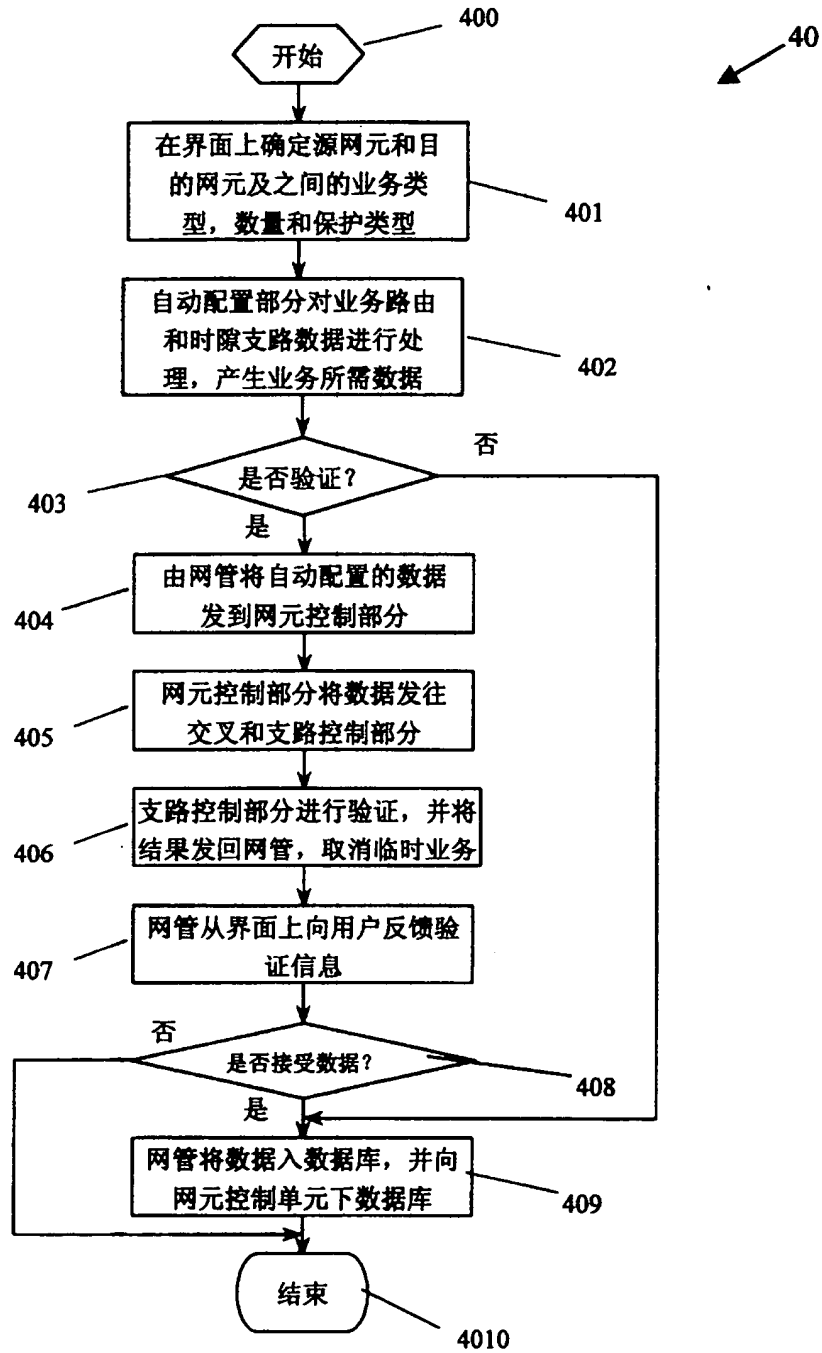 400
开始
40
在界面上确定源网元和目
的网元及之间的业务类
型，数量和保护类型
401
自动配置部分对业务路由
和时隙支路数据进行处
理，产生业务所需数据
402
否
是否验证？
403
是
由网管将自动配置的数据
发到网元控制部分
404
网元控制部分将数据发往
交叉和支路控制部分
405
支路控制部分进行验证，并将
结果发回网管，取消临时业务
406
网管从界面上向用户反馈验
证信息
407
否
是否接受数据？
408
是
网管将数据入数据库，并向
网元控制单元下数据库
409
结束
4010